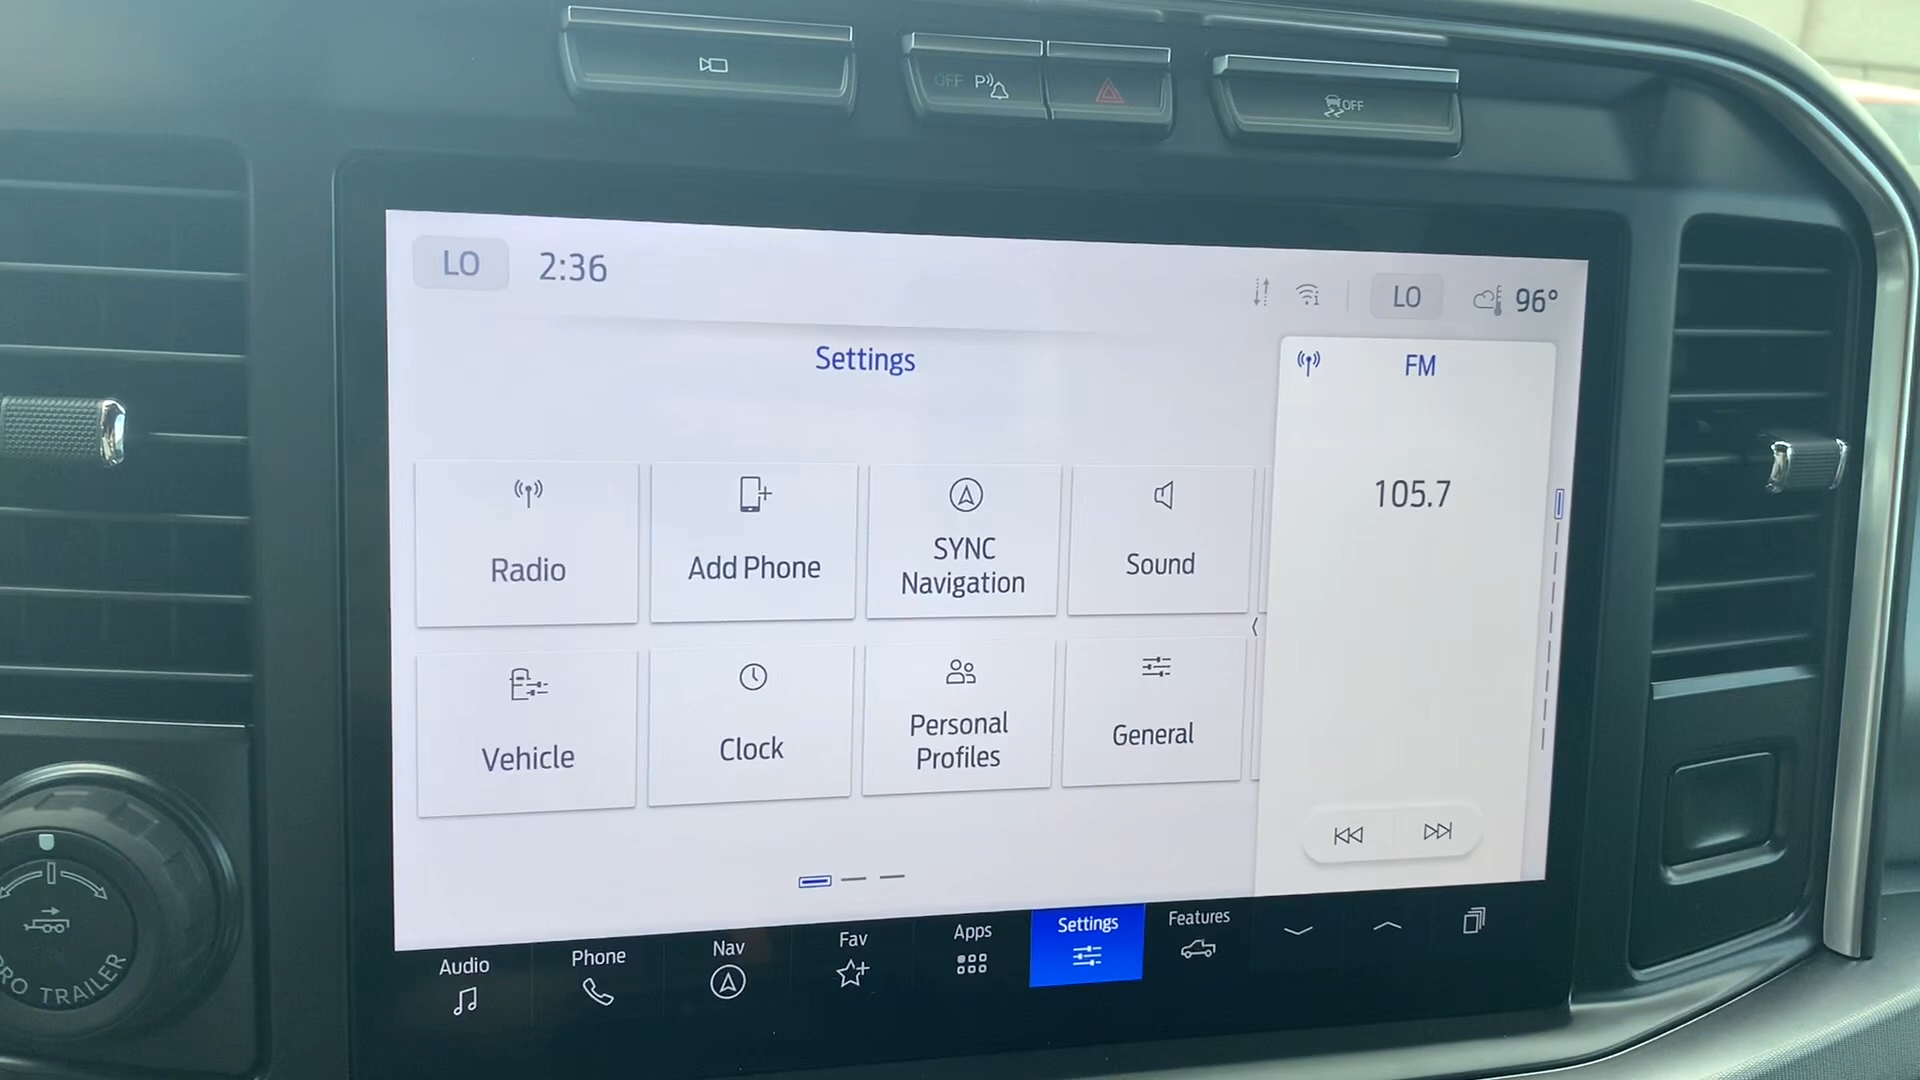 OFF P
OFF
LO
2:36
LO
96°
Settings
FM
105.7
Radio
Add Phone
SYNC
Navigation
Sound
Vehicle
Clock
Personal
Profiles
General
Audio
Phone
Nav
Fav
Apps
Settings
Features
RO TRAILER